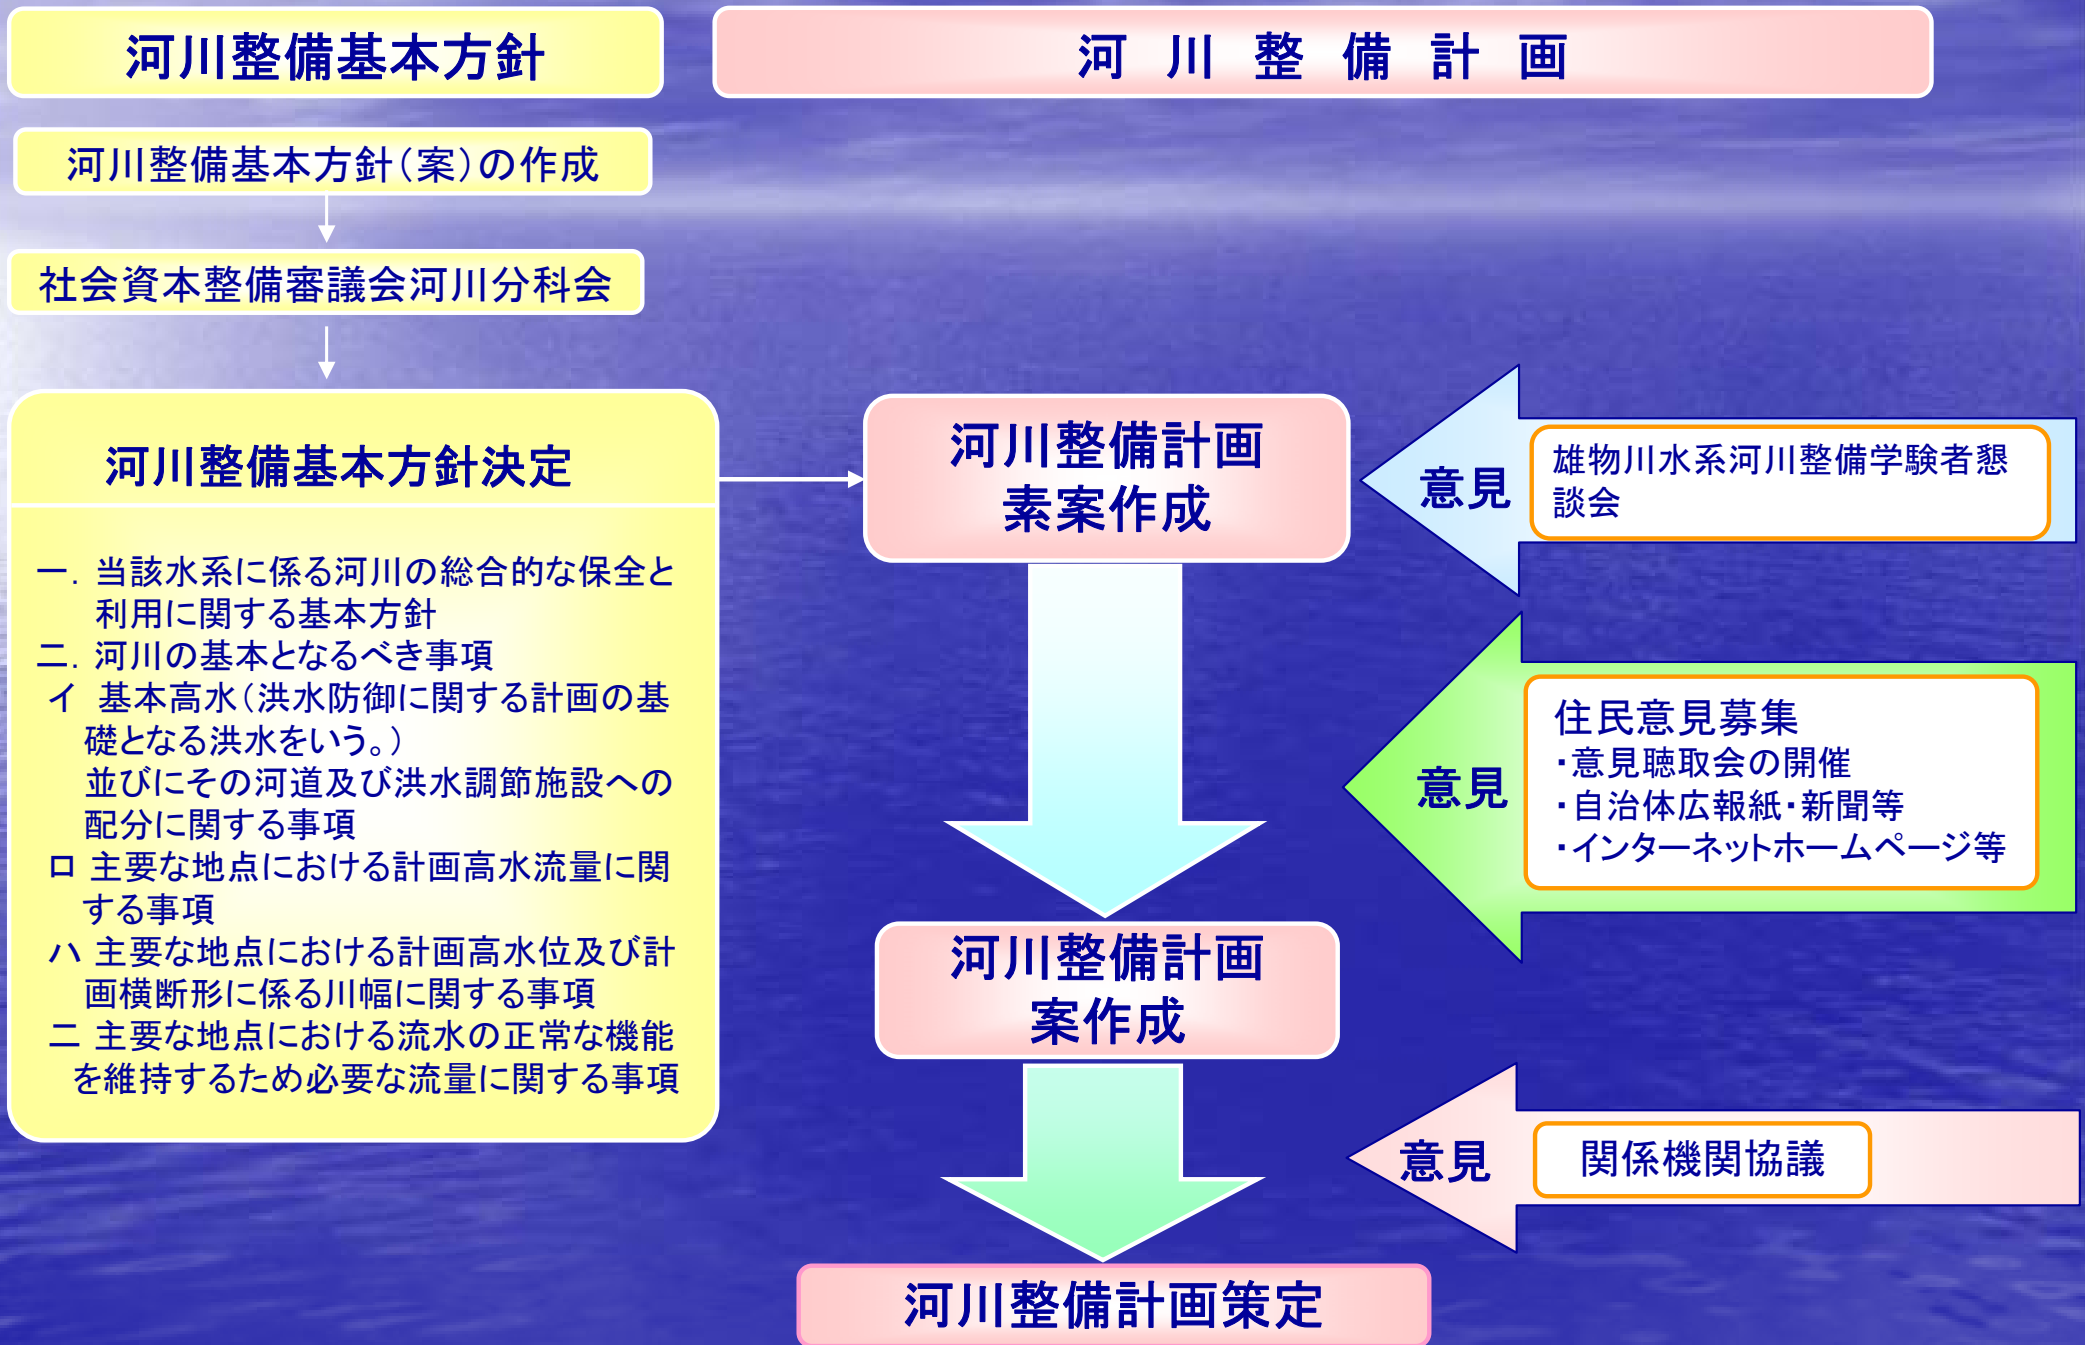 河川整備基本方針
河川整備基本方針(案)の作成
社会資本整備審議会河川分科会
河川整備基本方針決定
一. 当該水系に係る河川の総合的な保全と
利用に関する基本方針
二. 河川の基本となるべき事項
イ 基本高水(洪水防御に関する計画の基
礎となる洪水をいう。)
並びにその河道及び洪水調節施設への
配分に関する事項
ロ 主要な地点における計画高水流量に関
する事項
ハ 主要な地点における計画高水位及び計
画横断形に係る川幅に関する事項
ニ 主要な地点における流水の正常な機能
を維持するため必要な流量に関する事項
河 川 整 備 計 画
河川整備計画
素案作成
意見
雄物川水系河川整備学験者懇
談会
意見
住民意見募集
・意見聴取会の開催
・自治体広報紙・新聞等
・インターネットホームページ等
河川整備計画
案作成
意見
関係機関協議
河川整備計画策定